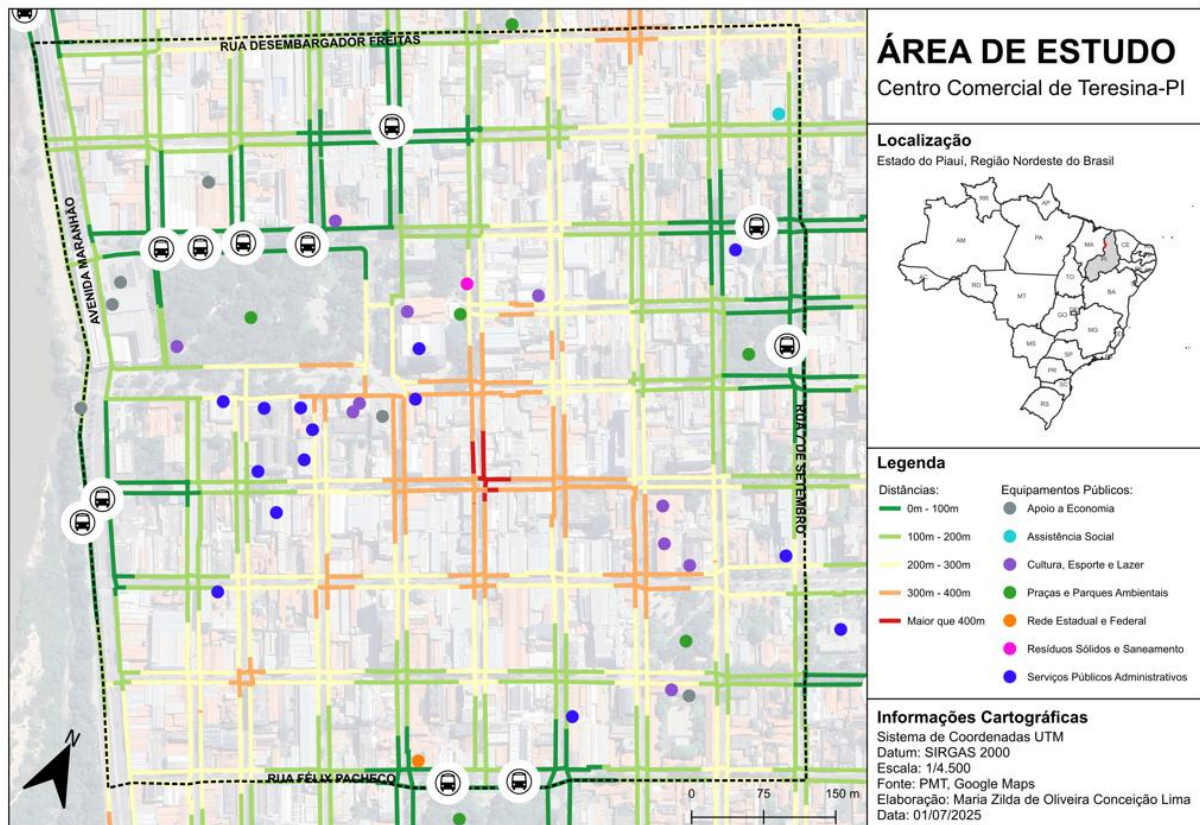 RUA DESEMBARGADOR FREITAS
AVENIDA MARANHÃO
RUA 7 DE SETEMBRO
RUA FÉLIX PACHECO
N
0 75 150 m
ÁREA DE ESTUDO
Centro Comercial de Teresina-PI
Localização
Estado do Piauí, Região Nordeste do Brasil
RR
AP
AM
PA
MA
CE
AC
RO
TO
MT
BA
GO
MG
MS
SP
PR
SC
RS
Legenda
Distâncias:
0m - 100m
100m - 200m
200m - 300m
300m - 400m
Maior que 400m
Equipamentos Públicos:
Apoio a Economia
Assistência Social
Cultura, Esporte e Lazer
Praças e Parques Ambientais
Rede Estadual e Federal
Resíduos Sólidos e Saneamento
Serviços Públicos Administrativos
Informações Cartográficas
Sistema de Coordenadas UTM
Datum: SIRGAS 2000
Escala: 1/4.500
Fonte: PMT, Google Maps
Elaboração: Maria Zilda de Oliveira Conceição Lima
Data: 01/07/2025